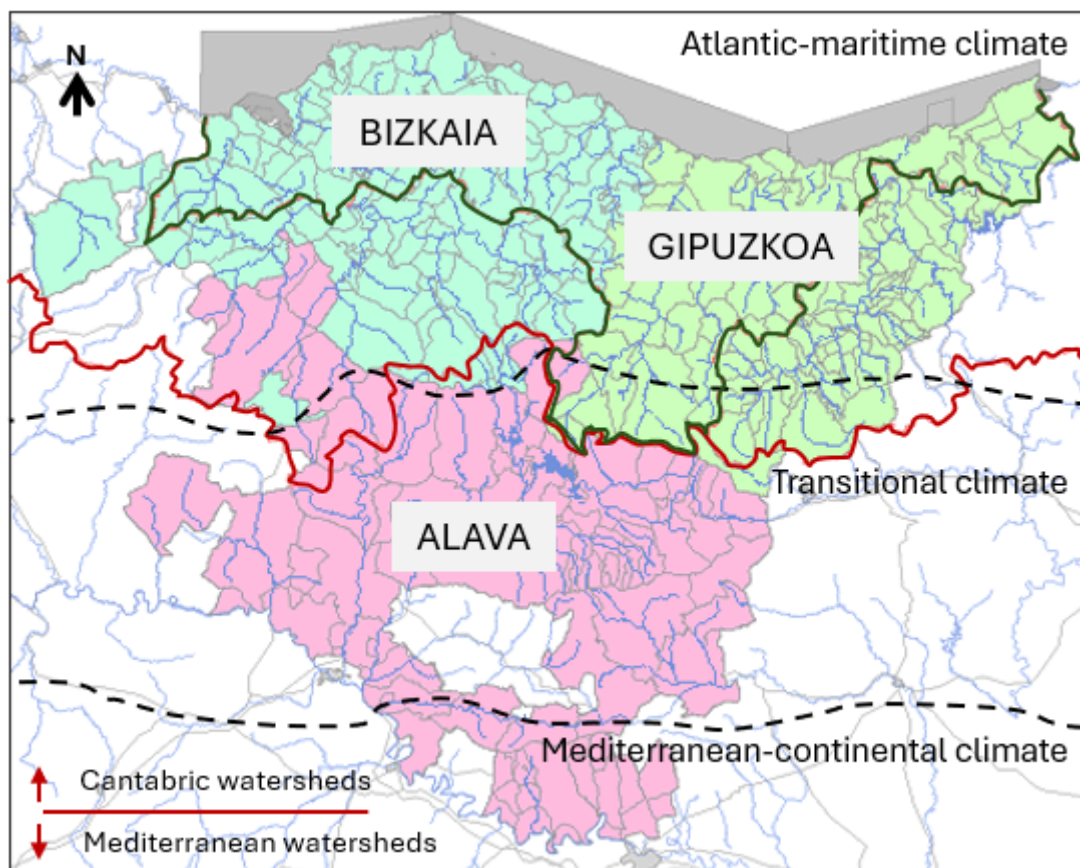 Atlantic-maritime climate
N
BIZKAIA
GIPUZKOA
Transitional climate
ALAVA
Mediterranean-continental climate
Cantabric watersheds
Mediterranean watersheds